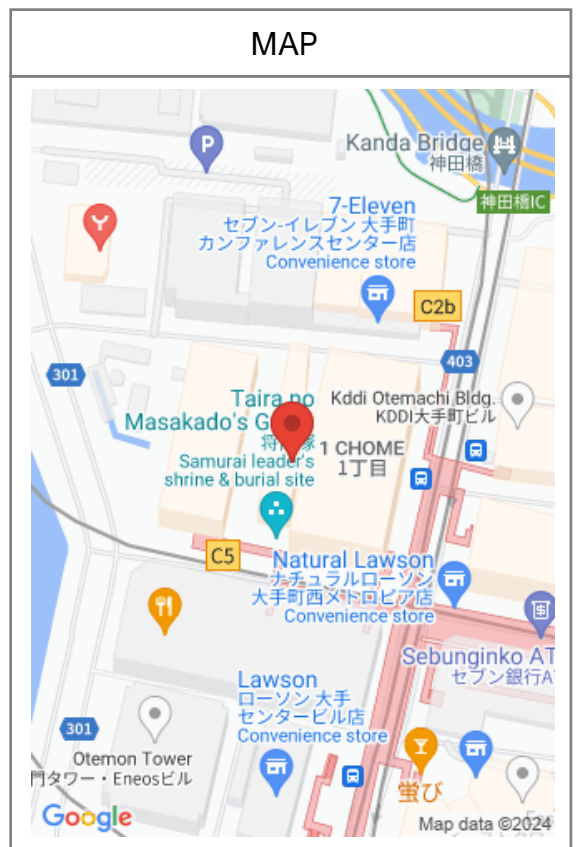 MAP
Kanda Bridge
神田橋
P
神田橋IC
7-Eleven
セブン-イレブン 大手町
カンファレンスセンター店
Convenience store
C2b
403
301
Taira no
Masakado's G
Kddi Otemachi Bldg.
KDDI大手町ビル
1 CHOME
1丁目
Samurai leader's
shrine & burial site
C5
Natural Lawson
ナチュラルローソン
大手町西メトロピア店
Convenience store
Sebunginko AT
セブン銀行A
Lawson
ローソン 大手
センタービル店
Convenience store
301
Otemon Tower
門タワー・Eneosビル
蛍び
Google
Map data ©2024